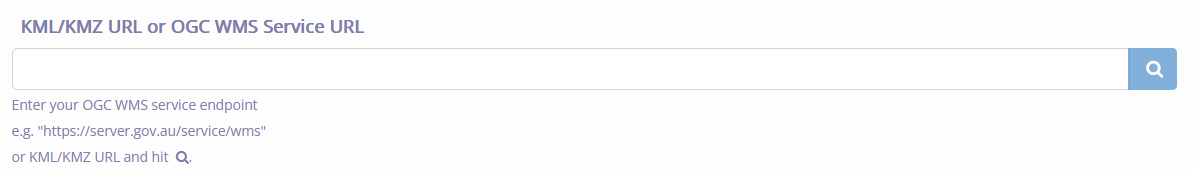 KML/KMZ URL or OGC WMS Service URL
Enter your OGC WMS service endpoint
e.g. "https://server.gov.au/service/wms"
or KML/KMZ URL and hit .